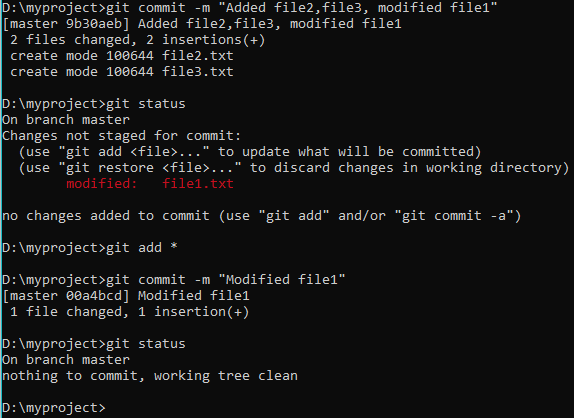 D:\myproject>git commit -m "Added file2,file3, modified file1"
[master 9b30aeb] Added file2,file3, modified file1
 2 files changed, 2 insertions(+)
 create mode 100644 file2.txt
 create mode 100644 file3.txt

D:\myproject>git status
On branch master
Changes not staged for commit:
  (use "git add <file>..." to update what will be committed)
  (use "git restore <file>..." to discard changes in working directory)
        modified:   file1.txt

no changes added to commit (use "git add" and/or "git commit -a")

D:\myproject>git add *

D:\myproject>git commit -m "Modified file1"
[master 00a4bcd] Modified file1
 1 file changed, 1 insertion(+)

D:\myproject>git status
On branch master
nothing to commit, working tree clean

D:\myproject>